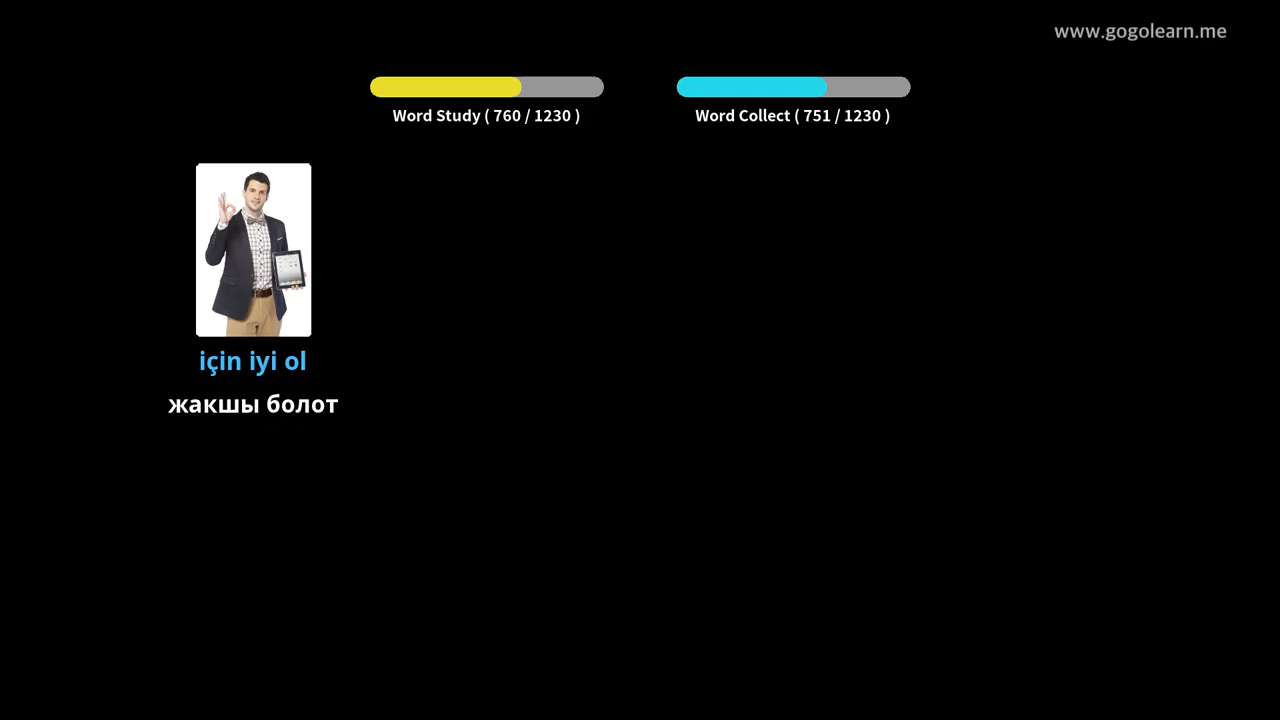 www.gogolearn.me
Word Study ( 760 / 1230 )
Word Collect ( 751 / 1230 )
için iyi ol
жакшы болот